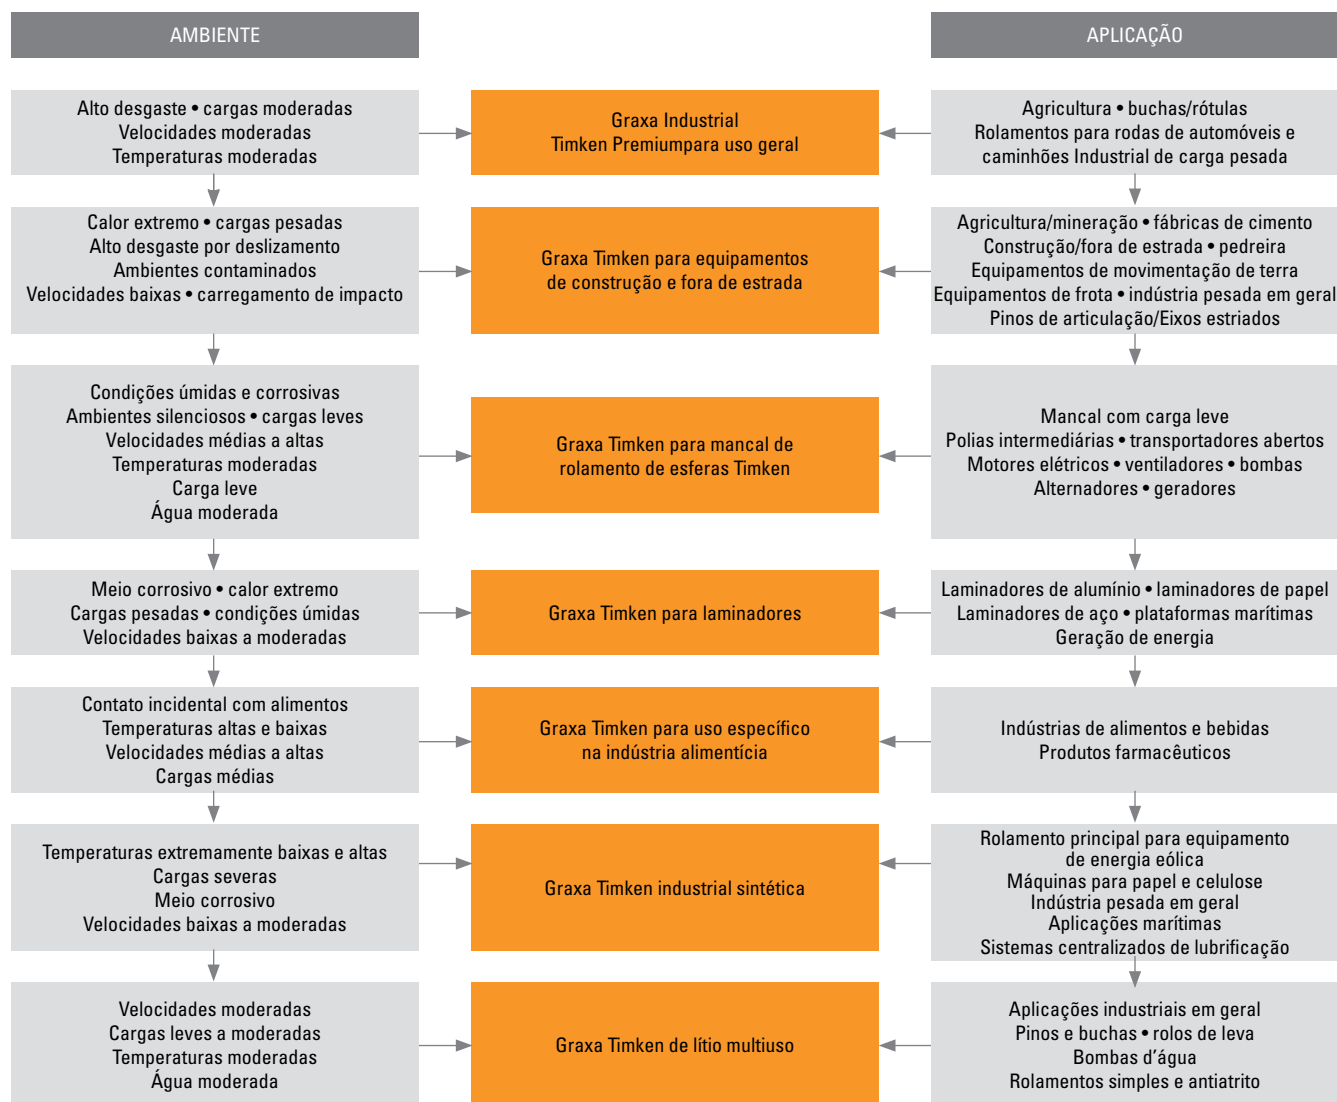 AMBIENTE
APLICAÇÃO
Alto desgaste • cargas moderadas
Velocidades moderadas
Temperaturas moderadas
Graxa Industrial
Timken Premiumpara uso geral
Agricultura • buchas/rótulas
Rolamentos para rodas de automóveis e
caminhões Industrial de carga pesada
Calor extremo • cargas pesadas
Alto desgaste por deslizamento
Ambientes contaminados
Velocidades baixas • carregamento de impacto
Graxa Timken para equipamentos
de construção e fora de estrada
Agricultura/mineração • fábricas de cimento
Construção/fora de estrada • pedreira
Equipamentos de movimentação de terra
Equipamentos de frota • indústria pesada em geral
Pinos de articulação/Eixos estriados
Condições úmidas e corrosivas
Ambientes silenciosos • cargas leves
Velocidades médias a altas
Temperaturas moderadas
Carga leve
Água moderada
Graxa Timken para mancal de
rolamento de esferas Timken
Mancal com carga leve
Polias intermediárias • transportadores abertos
Motores elétricos • ventiladores • bombas
Alternadores • geradores
Meio corrosivo • calor extremo
Cargas pesadas • condições úmidas
Velocidades baixas a moderadas
Graxa Timken para laminadores
Laminadores de alumínio • laminadores de papel
Laminadores de aço • plataformas marítimas
Geração de energia
Contato incidental com alimentos
Temperaturas altas e baixas
Velocidades médias a altas
Cargas médias
Graxa Timken para uso específico
na indústria alimentícia
Indústrias de alimentos e bebidas
Produtos farmacêuticos
Temperaturas extremamente baixas e altas
Cargas severas
Meio corrosivo
Velocidades baixas a moderadas
Graxa Timken industrial sintética
Rolamento principal para equipamento
de energia eólica
Máquinas para papel e celulose
Indústria pesada em geral
Aplicações marítimas
Sistemas centralizados de lubrificação
Velocidades moderadas
Cargas leves a moderadas
Temperaturas moderadas
Água moderada
Graxa Timken de lítio multiuso
Aplicações industriais em geral
Pinos e buchas • rolos de leva
Bombas d’água
Rolamentos simples e antiatrito